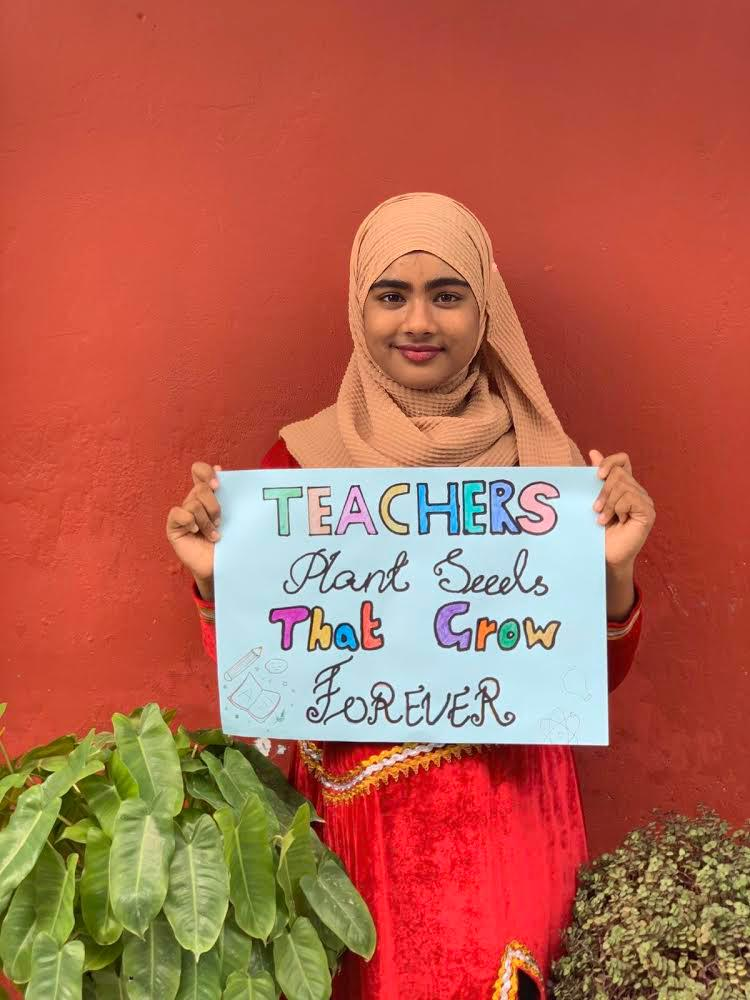 TEACHERS
Plant Seeds
That Grow
FOREVER